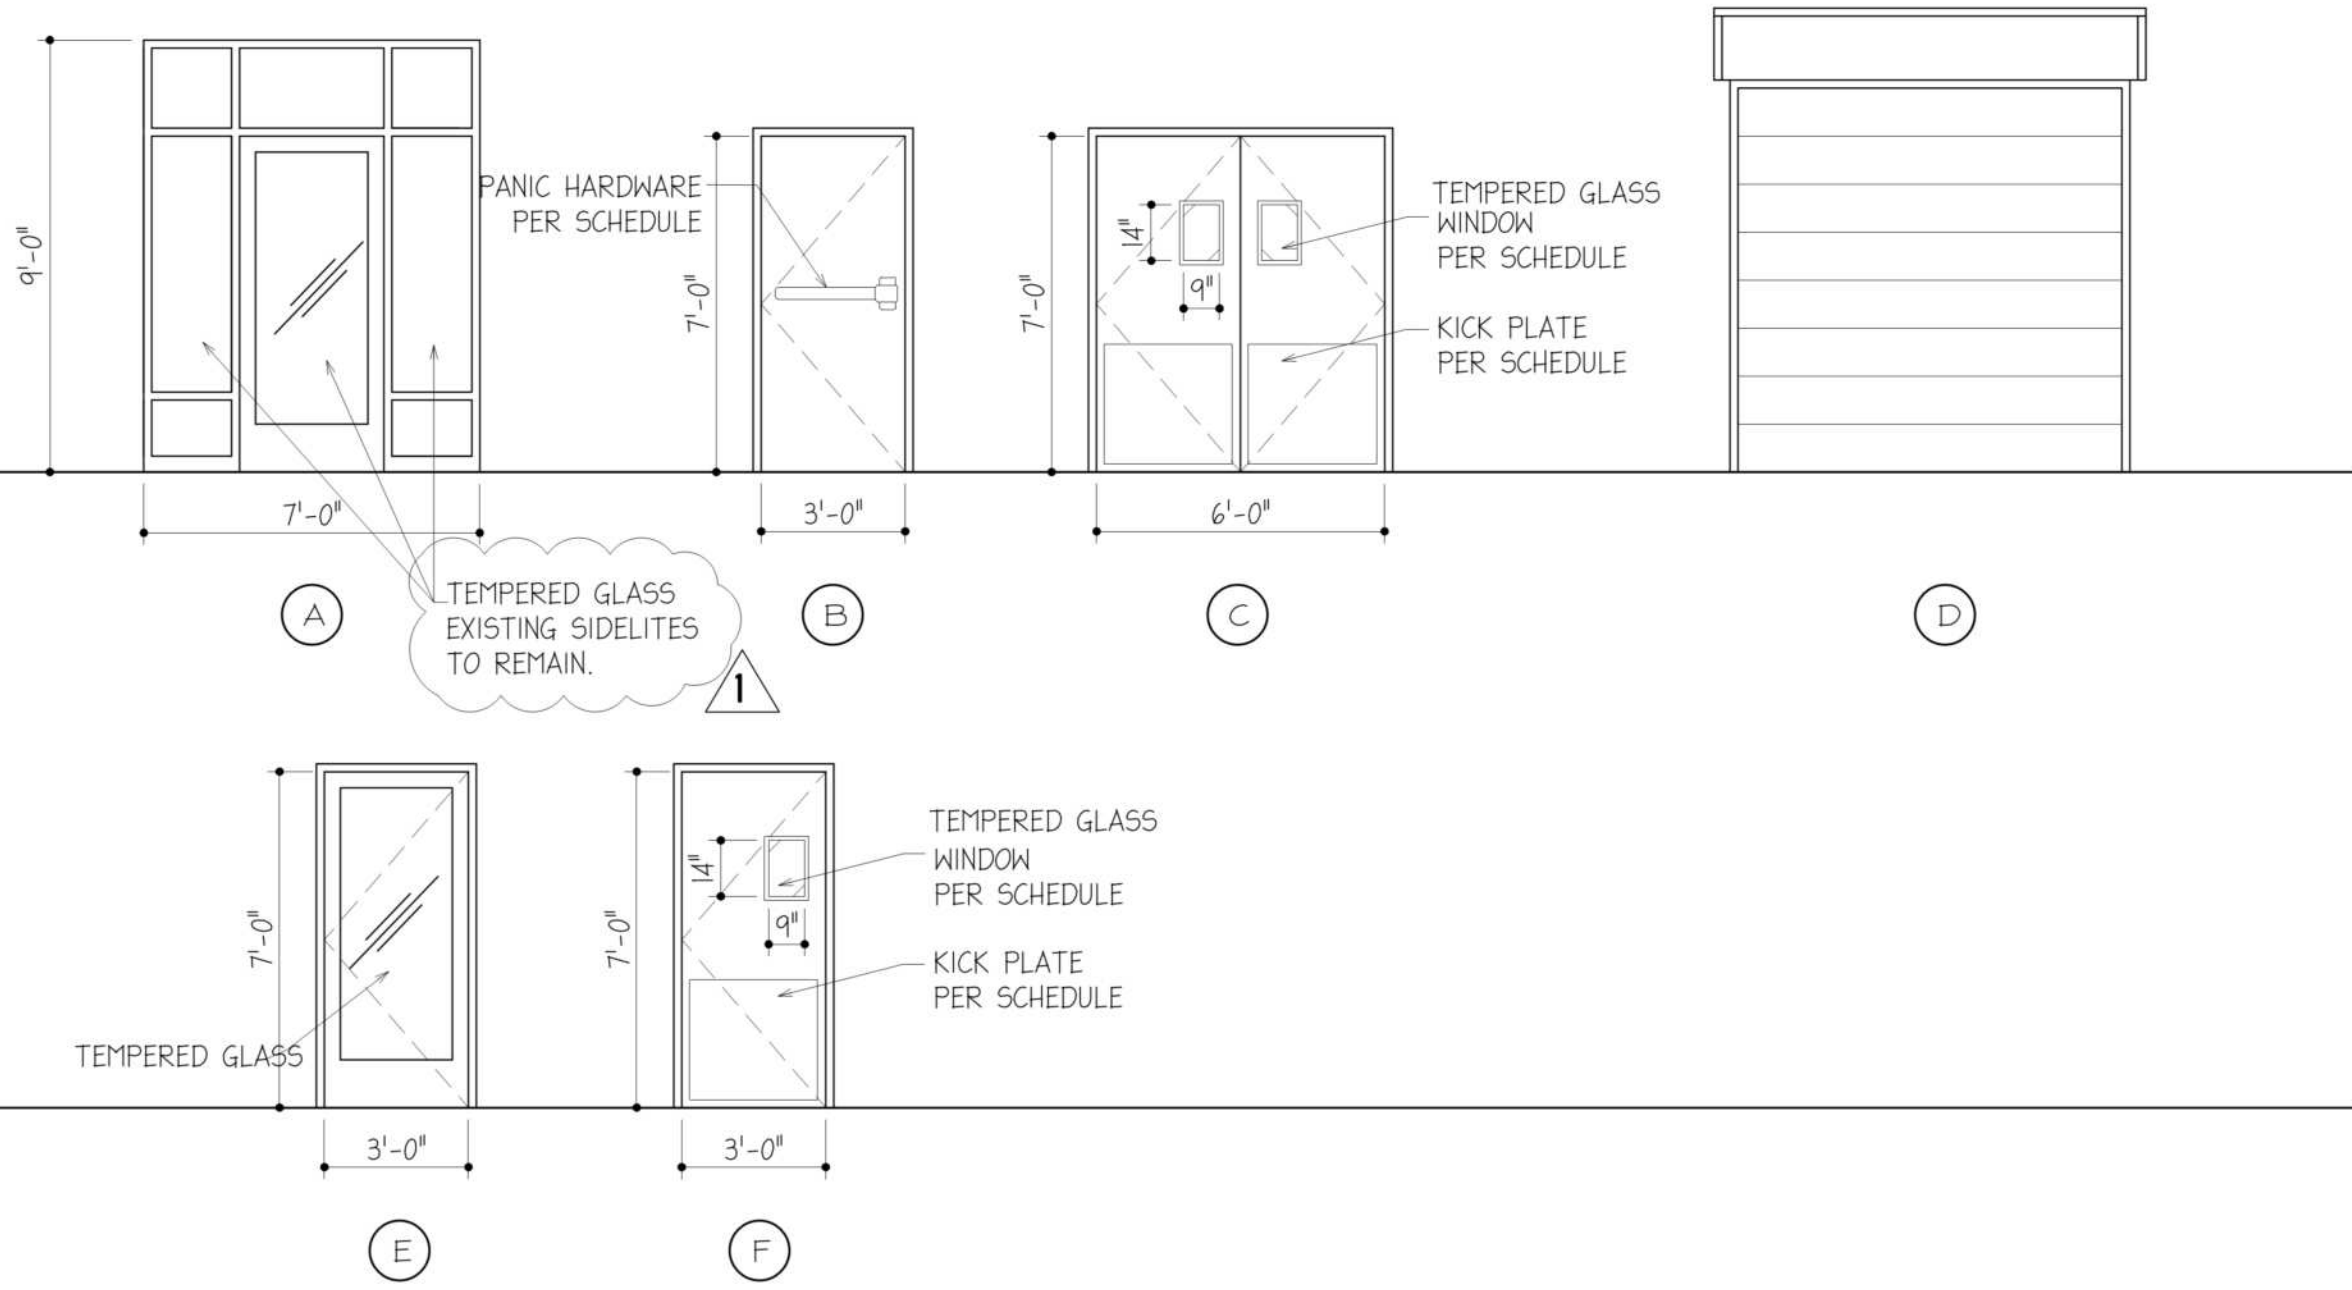 9'-0"
7'-0"
A
TEMPERED GLASS
EXISTING SIDELITES
TO REMAIN.
1
PANIC HARDWARE
PER SCHEDULE
7'-0"
3'-0"
B
7'-0"
14"
9"
6'-0"
C
TEMPERED GLASS
WINDOW
PER SCHEDULE
KICK PLATE
PER SCHEDULE
D
7'-0"
TEMPERED GLASS
3'-0"
E
7'-0"
14"
9"
3'-0"
F
TEMPERED GLASS
WINDOW
PER SCHEDULE
KICK PLATE
PER SCHEDULE